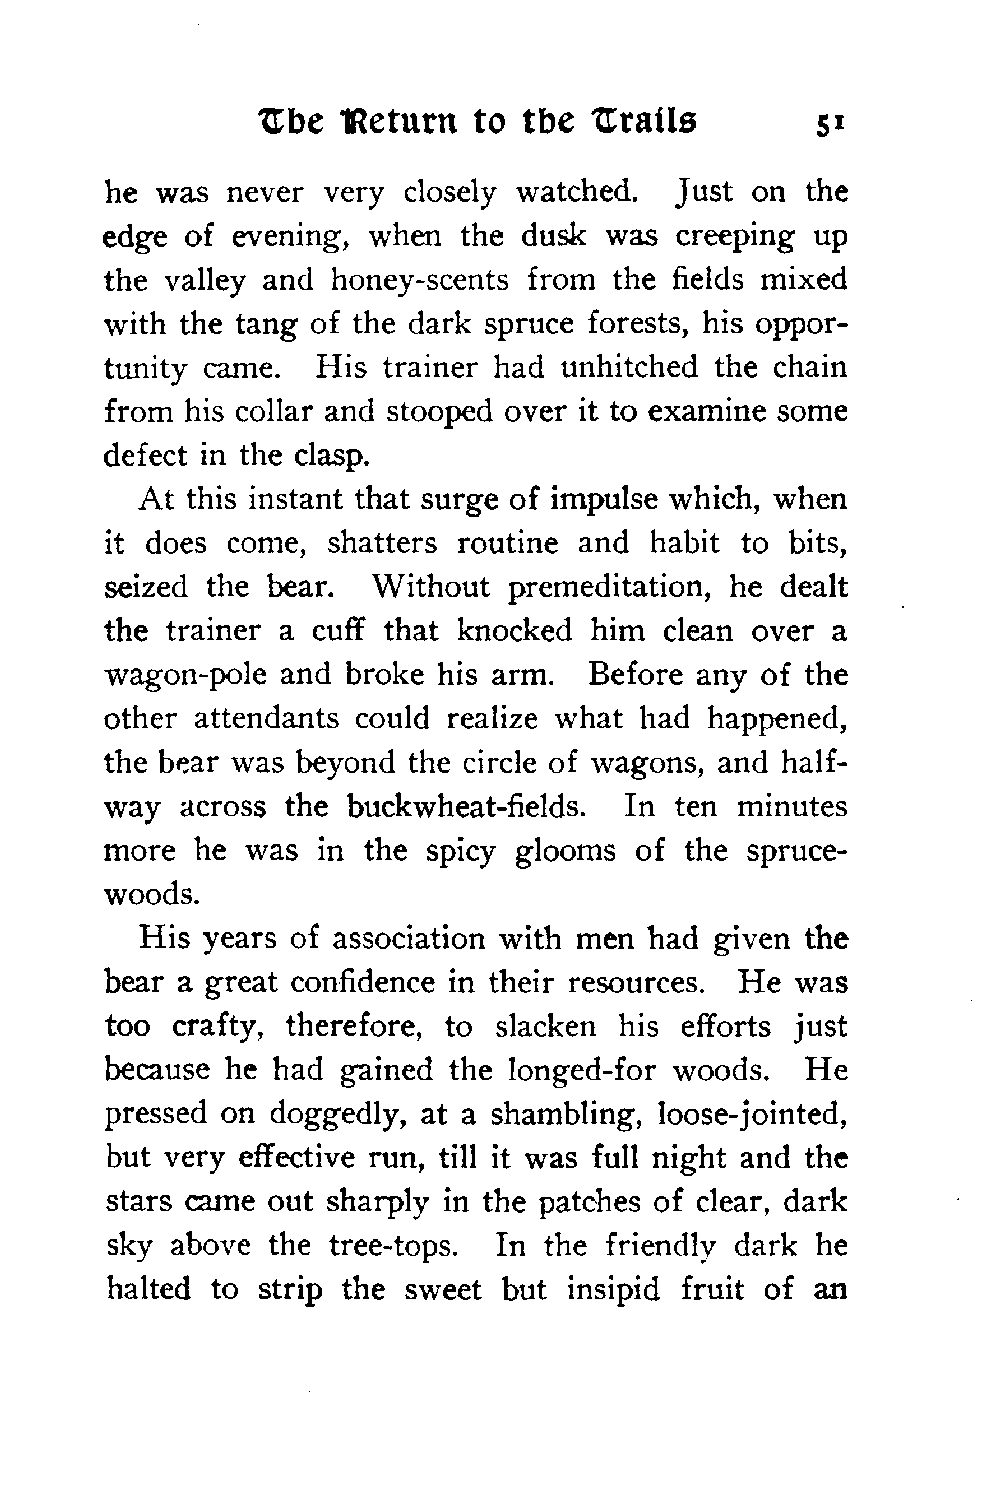 The Return to the Trails 51
he was never very closely watched. Just on the
edge of evening, when the dusk was creeping up
the valley and honey-scents from the fields mixed
with the tang of the dark spruce forests, his oppor-
tunity came. His trainer had unhitched the chain
from his collar and stooped over it to examine some
defect in the clasp.
At this instant that surge of impulse which, when
it does come, shatters routine and habit to bits,
seized the bear. Without premeditation, he dealt
the trainer a cuff that knocked him clean over a
wagon-pole and broke his arm. Before any of the
other attendants could realize what had happened,
the bear was beyond the circle of wagons, and half-
way across the buckwheat-fields. In ten minutes
more he was in the spicy glooms of the spruce-
woods.
His years of association with men had given the
bear a great confidence in their resources. He was
too crafty, therefore, to slacken his efforts just
because he had gained the longed-for woods. He
pressed on doggedly, at a shambling, loose-jointed,
but very effective run, till it was full night and the
stars came out sharply in the patches of clear, dark
sky above the tree-tops. In the friendly dark he
halted to strip the sweet but insipid fruit of an